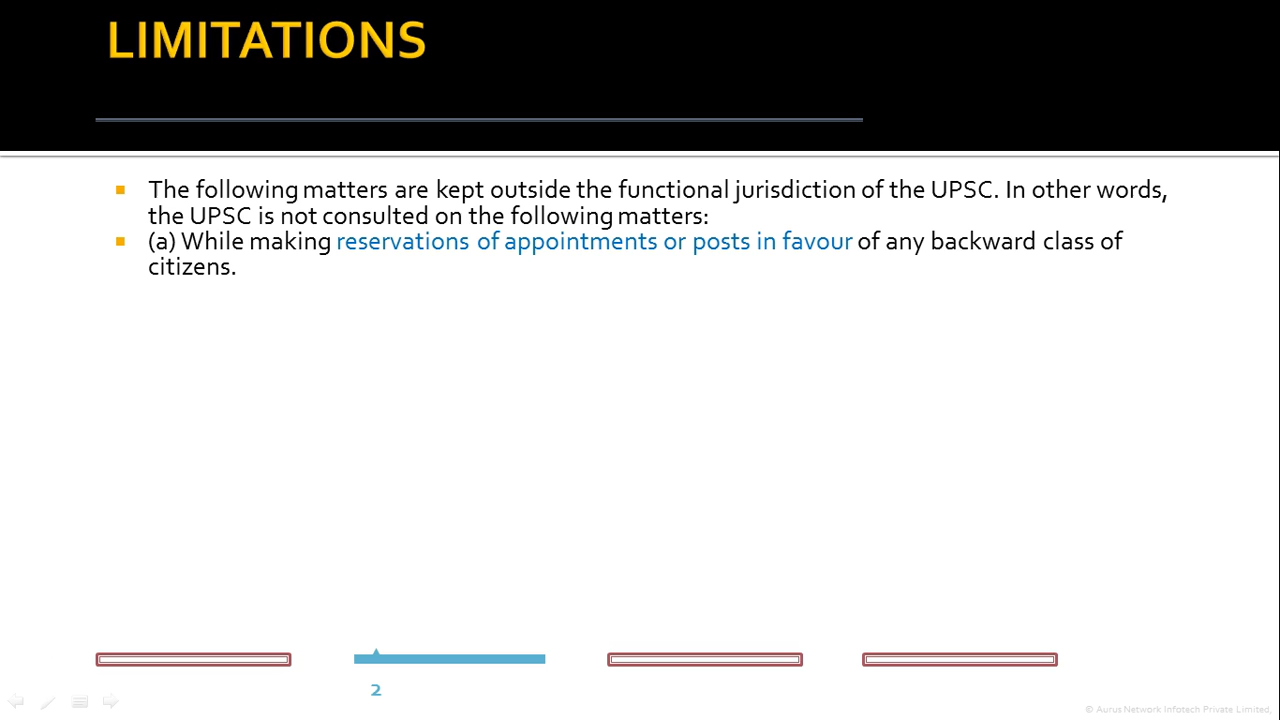 LIMITATIONS
The following matters are kept outside the functional jurisdiction of the UPSC. In other words,
the UPSC is not consulted on the following matters:
(a) While making reservations of appointments or posts in favour of any backward class of
citizens.
2
© Aurus Network Infotech Private Limited,